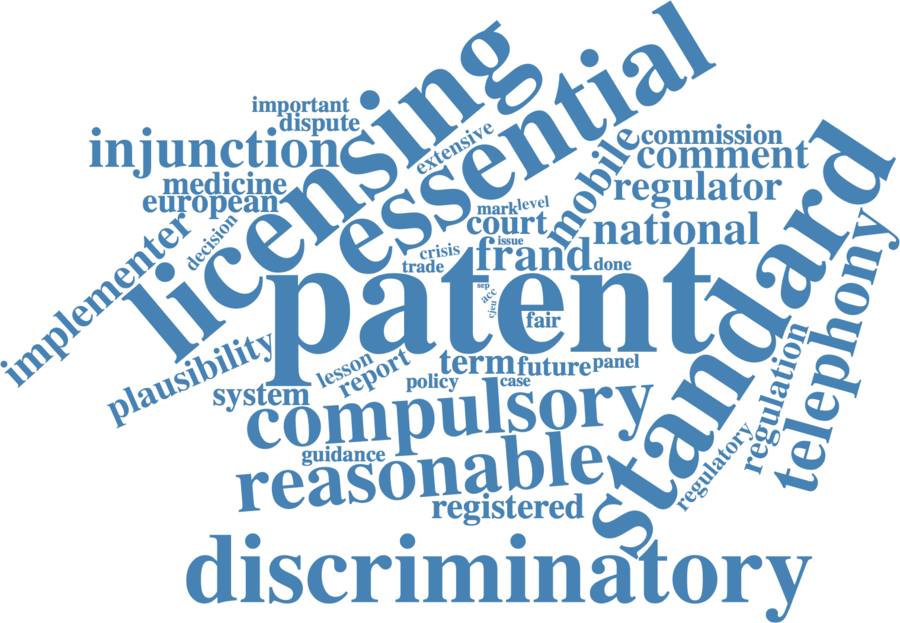 important
dispute
licensing
essential
injunction
extensive
mobile
commission
comment
medicine
european
regulator
implementer
decision
mark
level
court
national
standard
crisis
issue
trade
frand
done
telephony
patent
sep
acc
cjeu
fair
plausibility
lesson
report
term
future
panel
regulation
system
policy
case
compulsory
guidance
reasonable
regulatory
registered
discriminatory